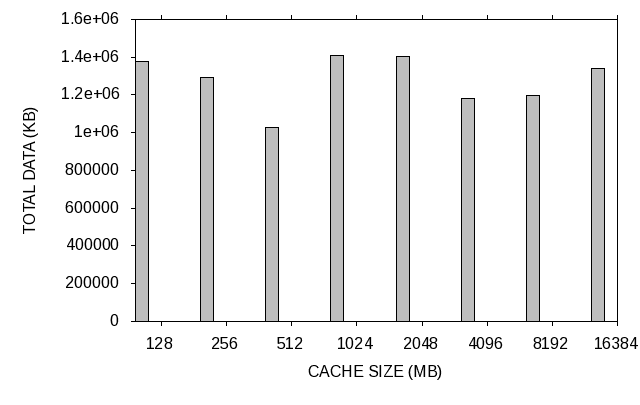 1.6e+06
1.4e+06
1.2e+06
1e+06
800000
600000
400000
200000
0
TOTAL DATA (KB)
128 256 512 1024 2048 4096 8192 16384
CACHE SIZE (MB)